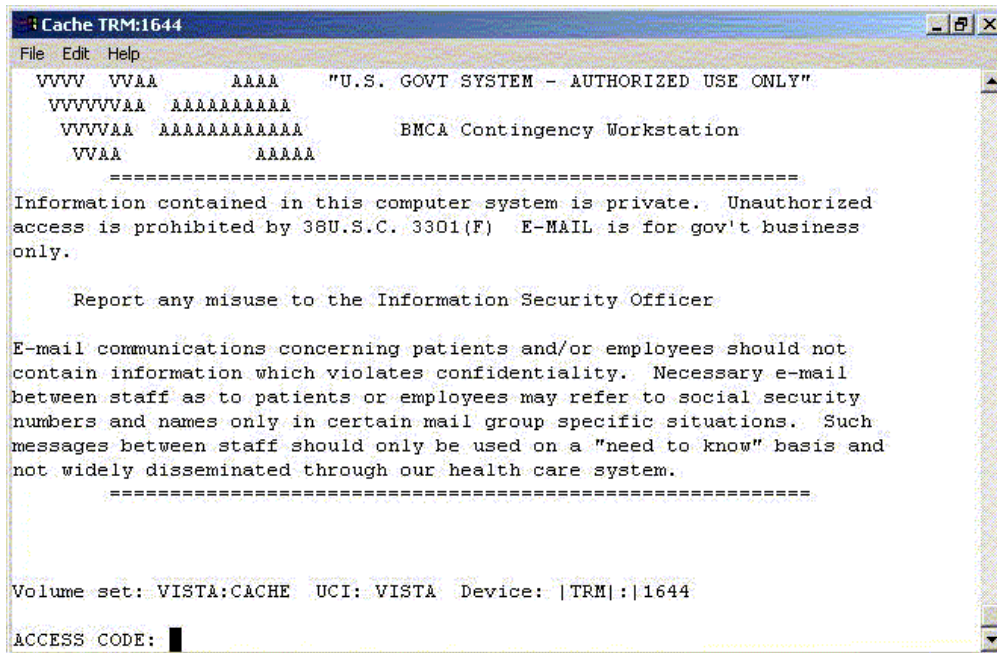 Cache TRM:1644
File Edit Help
VVVV VVAA AAAA "U.S. GOVT SYSTEM - AUTHORIZED USE ONLY"
VVVVVVAA AAAAAAAAAA
VVVVAA AAAAAAAAAAAA BMCA Contingency Workstation
VVAA AAAAA
=========================================================
Information contained in this computer system is private. Unauthorized
access is prohibited by 38U.S.C. 3301(F) E-MAIL is for gov't business
only.
Report any misuse to the Information Security Officer
E-mail communications concerning patients and/or employees should not
contain information which violates confidentiality. Necessary e-mail
between staff as to patients or employees may refer to social security
numbers and names only in certain mail group specific situations. Such
messages between staff should only be used on a "need to know" basis and
not widely disseminated through our health care system.
==========================================================
Volume set: VISTA:CACHE UCI: VISTA Device: |TRM|:|1644
ACCESS CODE: